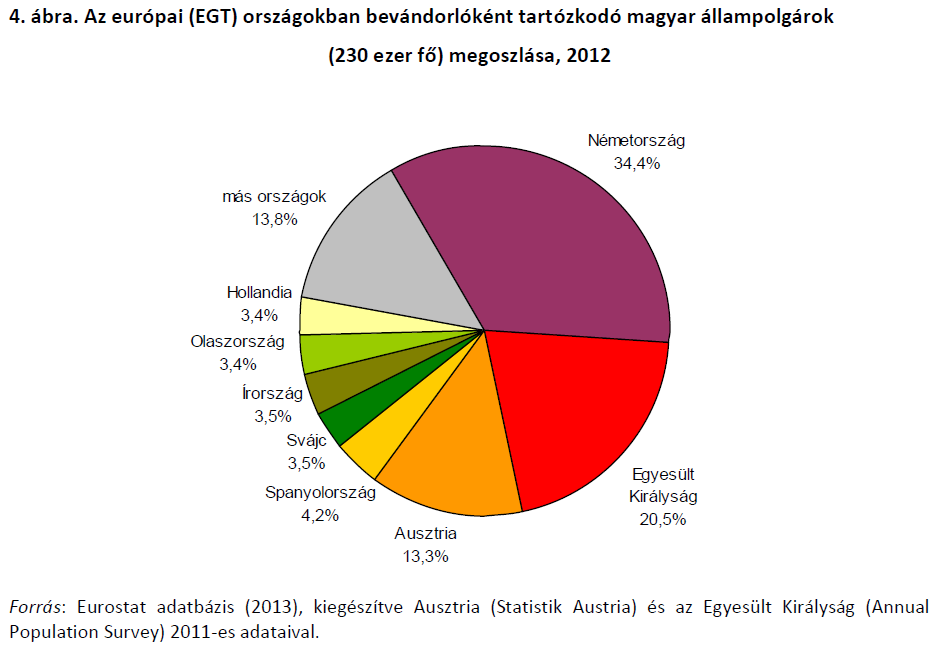 4. ábra. Az európai (EGT) országokban bevándorlóként tartózkodó magyar állampolgárok
(230 ezer fő) megoszlása, 2012
Németország
34,4%
más országok
13,8%
Hollandia
3,4%
Olaszország
3,4%
Írország
3,5%
Svájc
3,5%
Spanyolország
4,2%
Ausztria
13,3%
Egyesült
Királyság
20,5%
Forrás: Eurostat adatbázis (2013), kiegészítve Ausztria (Statistik Austria) és az Egyesült Királyság (Annual
Population Survey) 2011-es adataival.